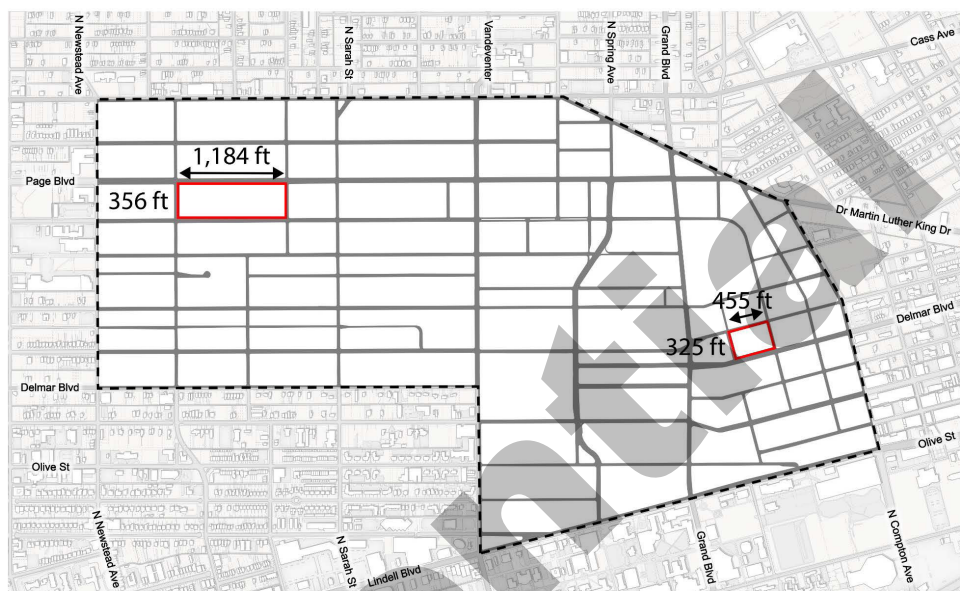 N Newstead Ave
N Sarah St
Vandeventer
N Spring Ave
Grand Blvd
Cass Ave
1,184 ft
Page Blvd
356 ft
Dr Martin Luther King Dr
455 ft
Delmar Blvd
325 ft
Delmar Blvd
Olive St
Olive St
N Newstead Ave
N Sarah St
Lindell Blvd
Grand Blvd
N Compton Ave